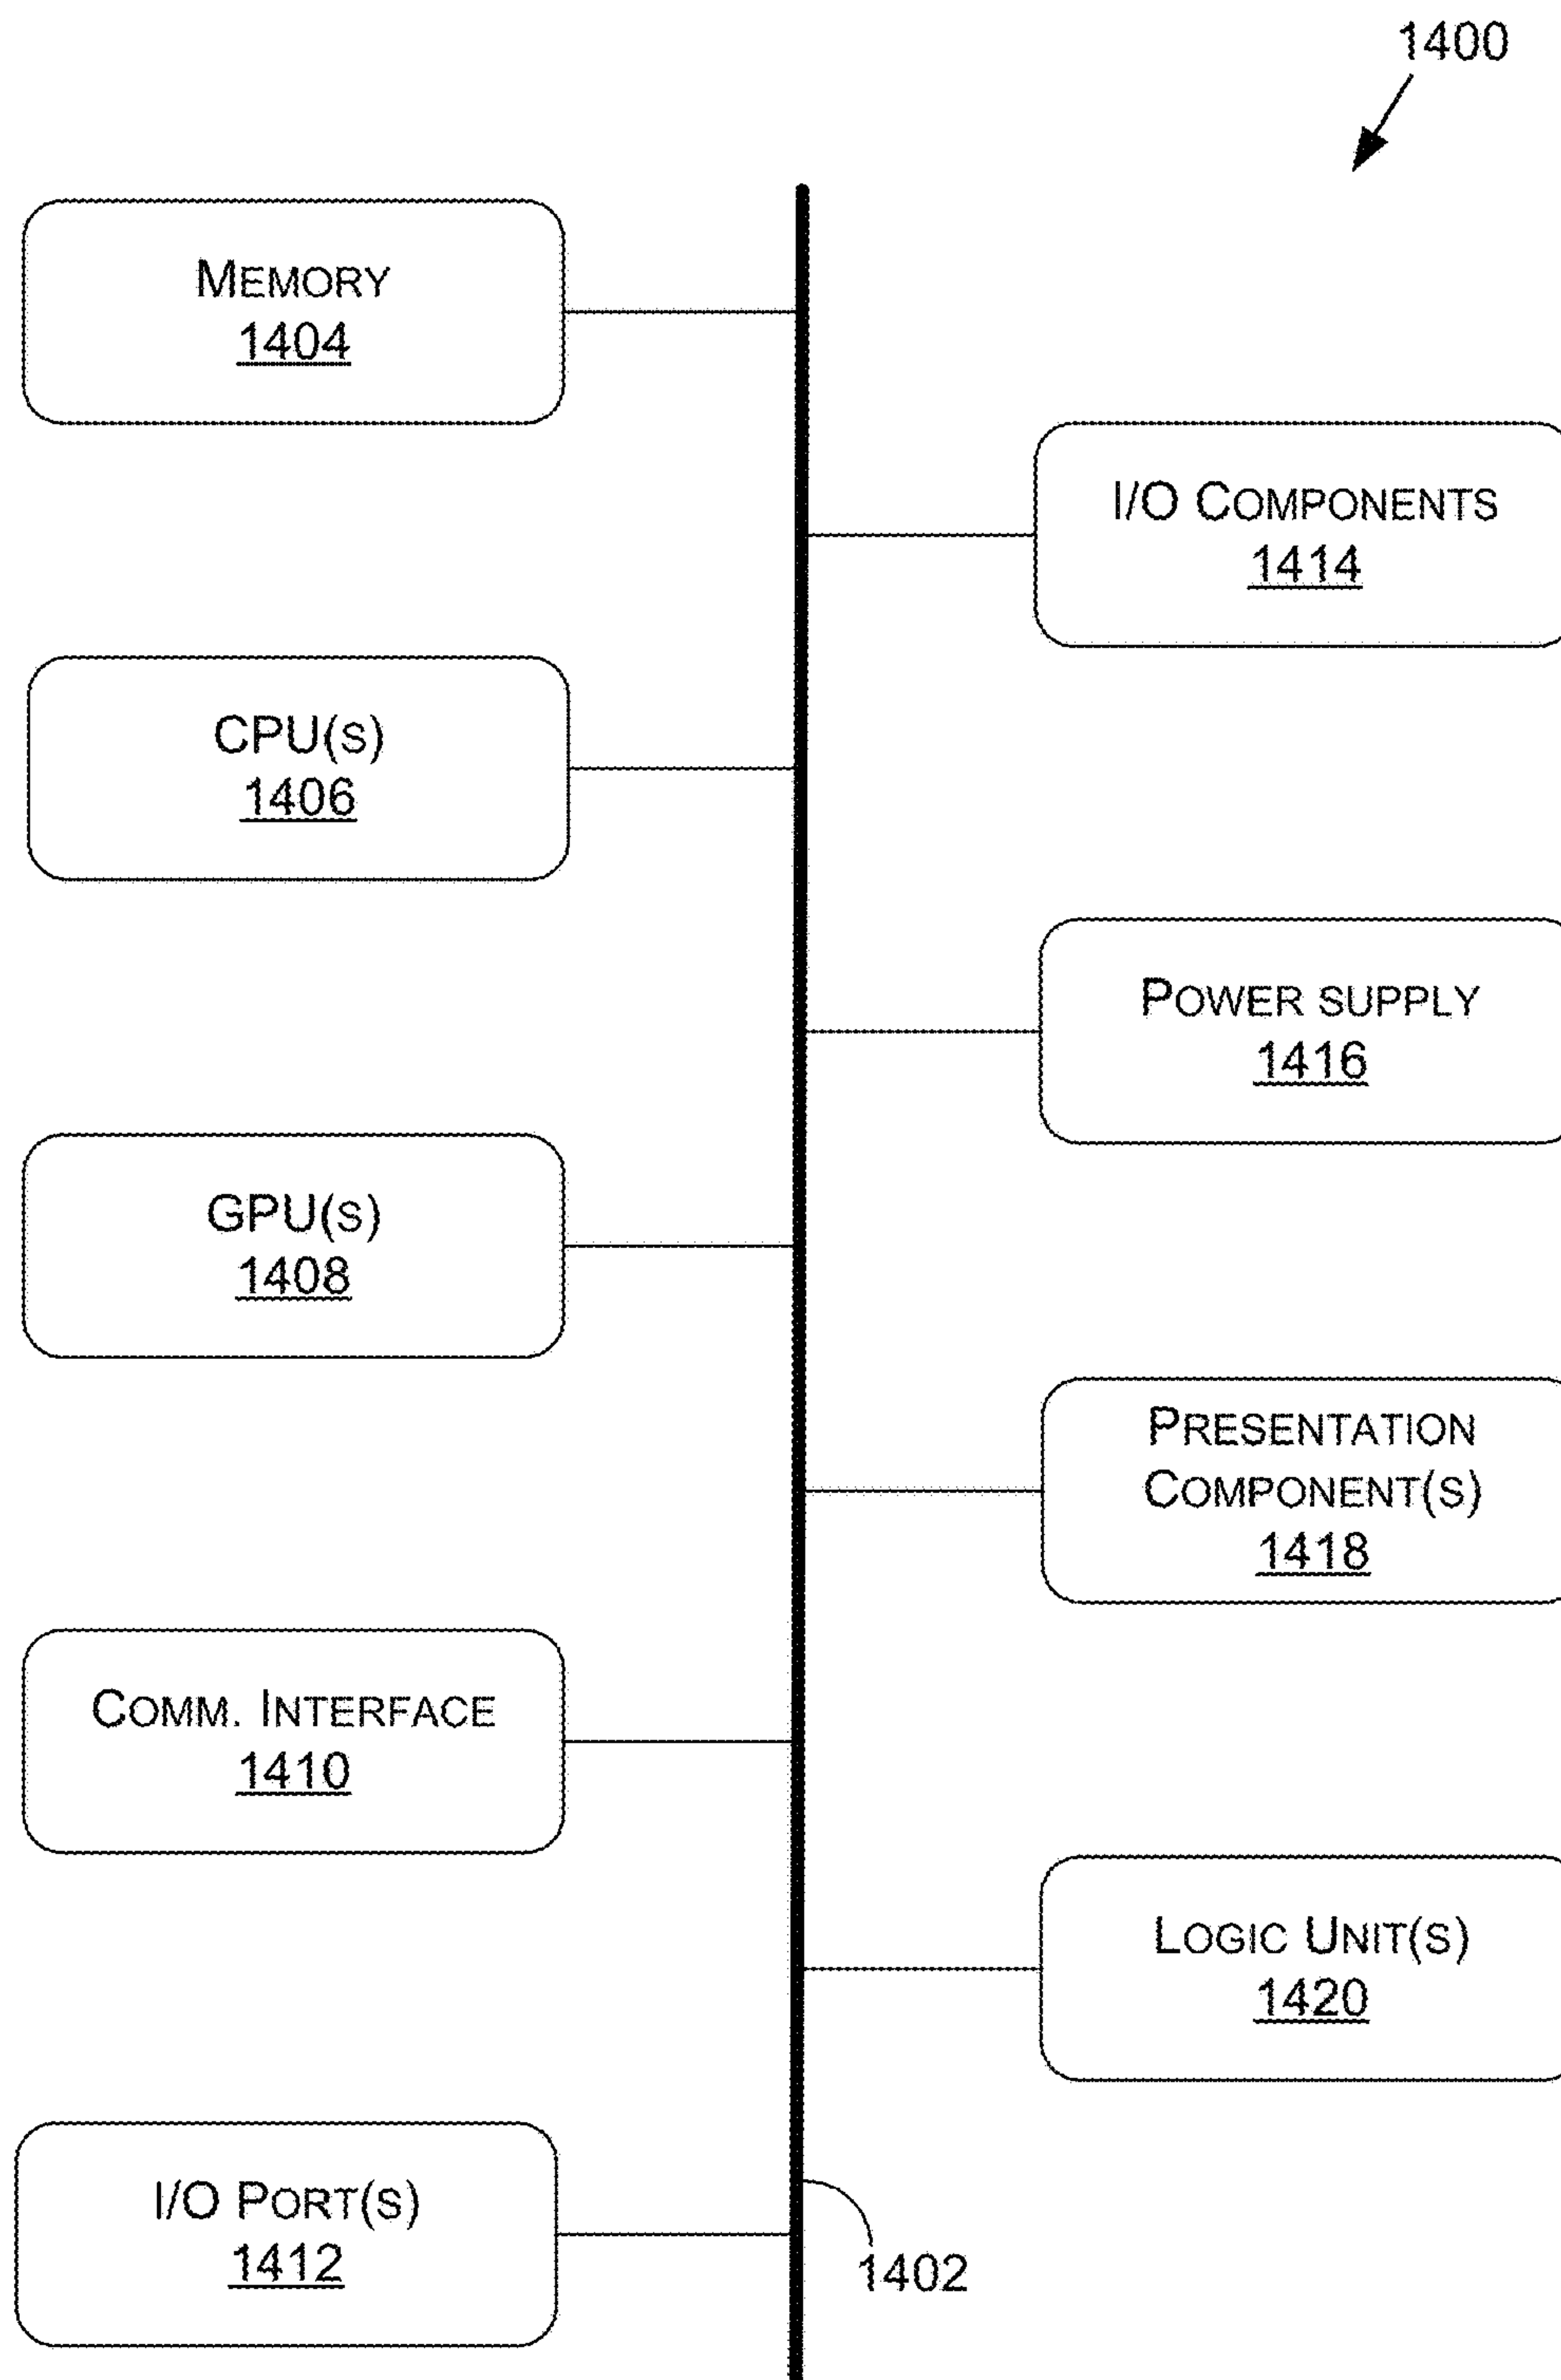 1400
MEMORY
1404
I/O COMPONENTS
1414
CPU(S)
1406
POWER SUPPLY
1416
GPU(S)
1408
PRESENTATION
COMPONENT(S)
1418
COMM. INTERFACE
1410
LOGIC UNIT(S)
1420
I/O PORT(S)
1412
1402